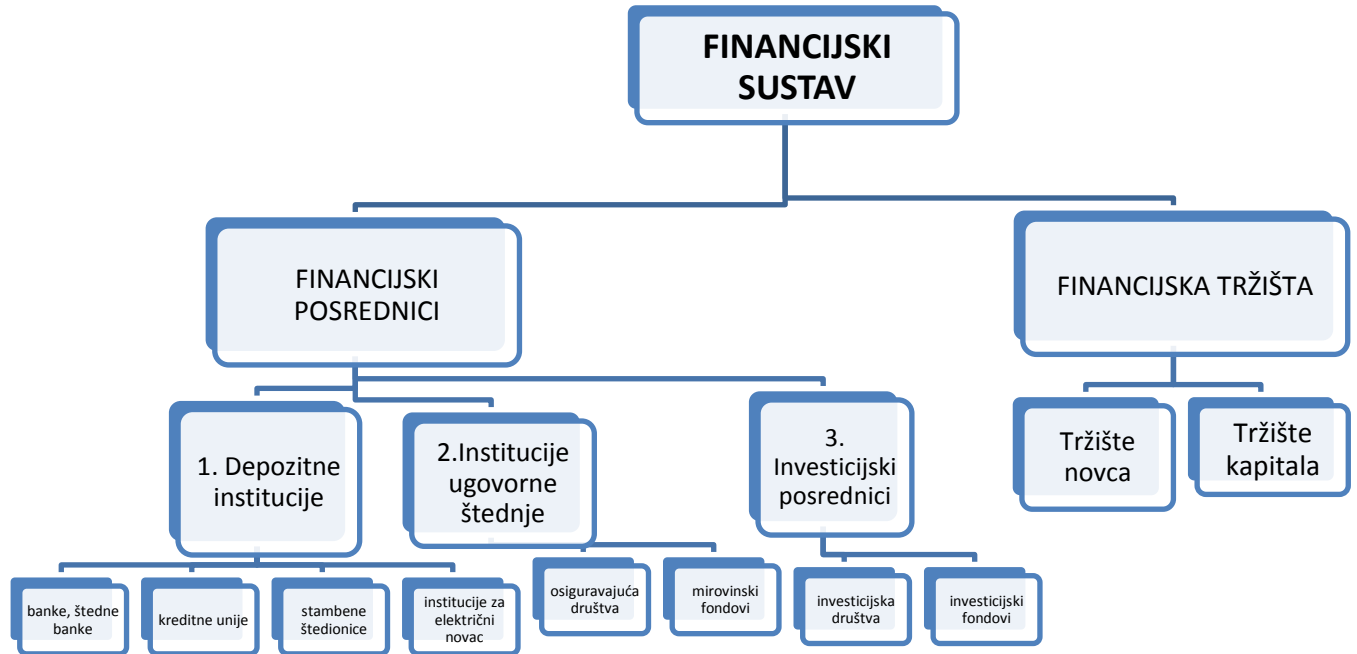 FINANCIJSKI
SUSTAV
FINANCIJSKI
POSREDNICI
FINANCIJSKA TRŽIŠTA
1. Depozitne
institucije
2.Institucije
ugovorne
štednje
3.
Investicijski
posrednici
Tržište
novca
Tržište
kapitala
banke, štedne
banke
kreditne unije
stambene
štedionice
institucije za
električni
novac
osiguravajuća
društva
mirovinski
fondovi
investicijska
društva
investicijski
fondovi